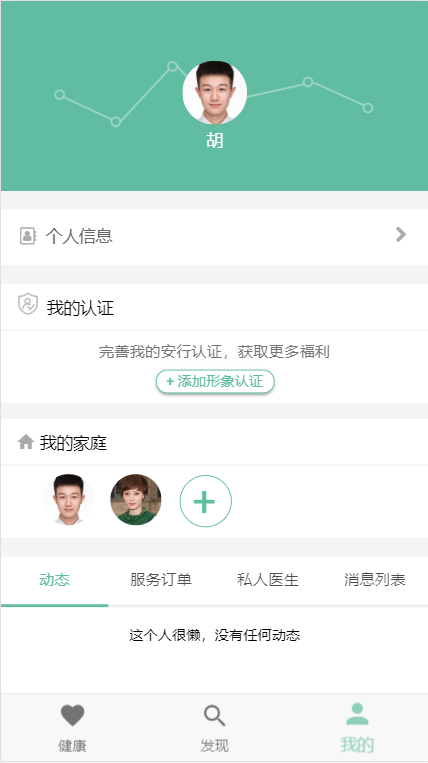 胡
个人信息
我的认证
完善我的安行认证，获取更多福利
+ 添加形象认证
我的家庭
动态 服务订单 私人医生 消息列表
这个人很懒，没有任何动态
健康 发现 我的